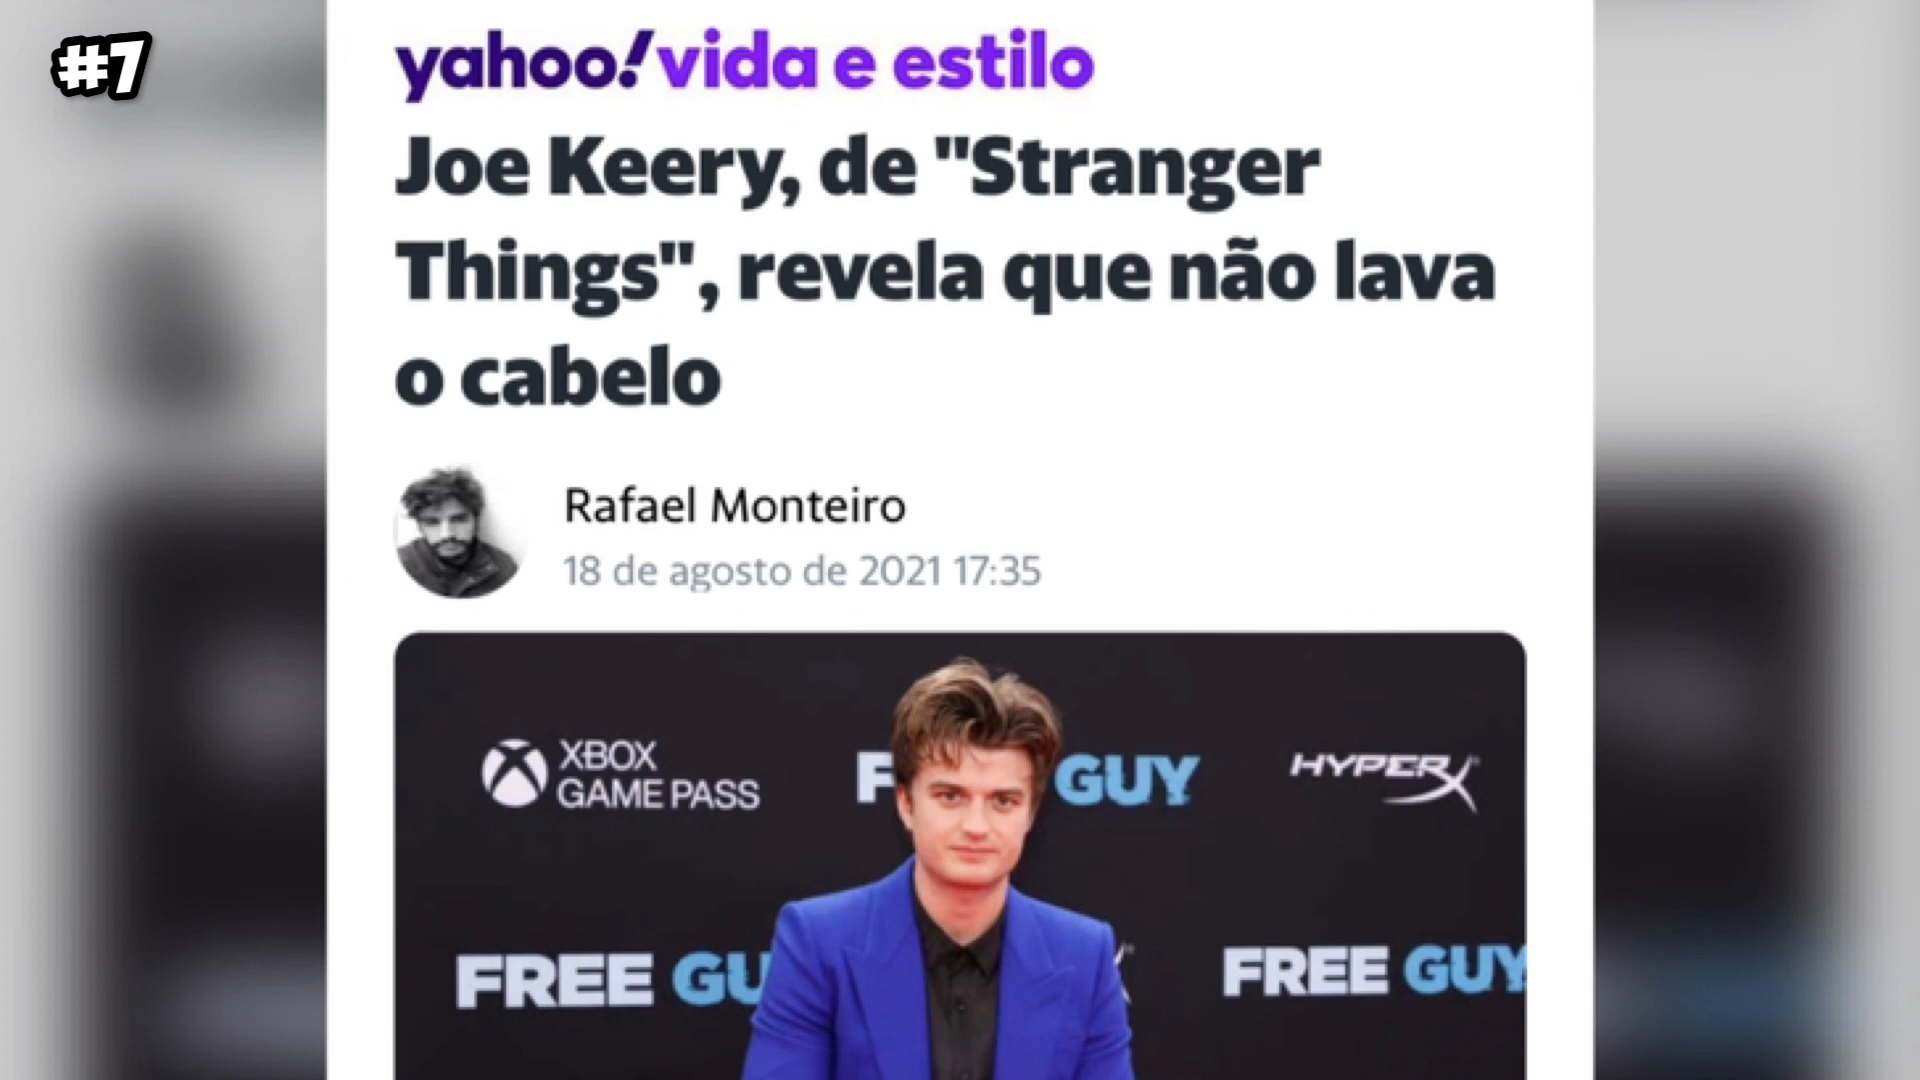 #7
yahoo!vida e estilo
Joe Keery, de "Stranger
Things", revela que não lava
o cabelo
Rafael Monteiro
18 de agosto de 2021 17:35
XBOX
GAME PASS
GUY
HYPERX
FREE
FREE GUY